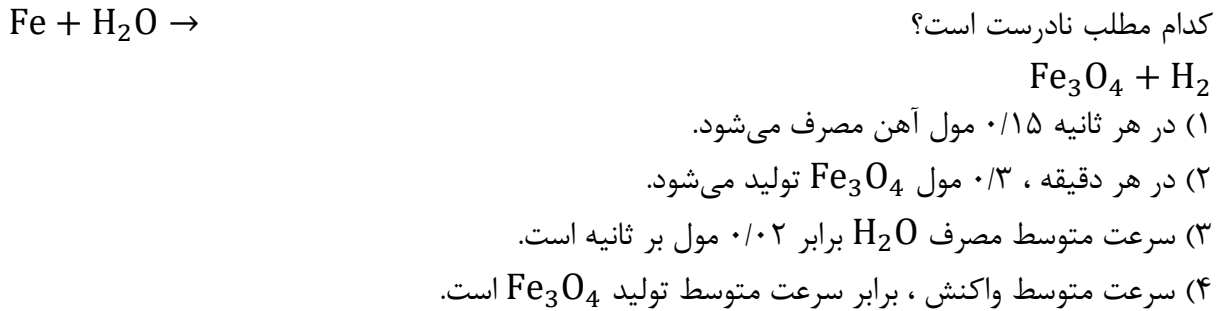 کدام مطلب نادرست است؟ Fe + H₂O →
Fe₃O₄ + H₂
۱) در هر ثانیه ۰/۱۵ مول آهن مصرف می‌شود.
۲) در هر دقیقه ، ۰/۳ مول Fe₃O₄ تولید می‌شود.
۳) سرعت متوسط مصرف H₂O برابر ۰/۰۲ مول بر ثانیه است.
۴) سرعت متوسط واکنش ، برابر سرعت متوسط تولید Fe₃O₄ است.